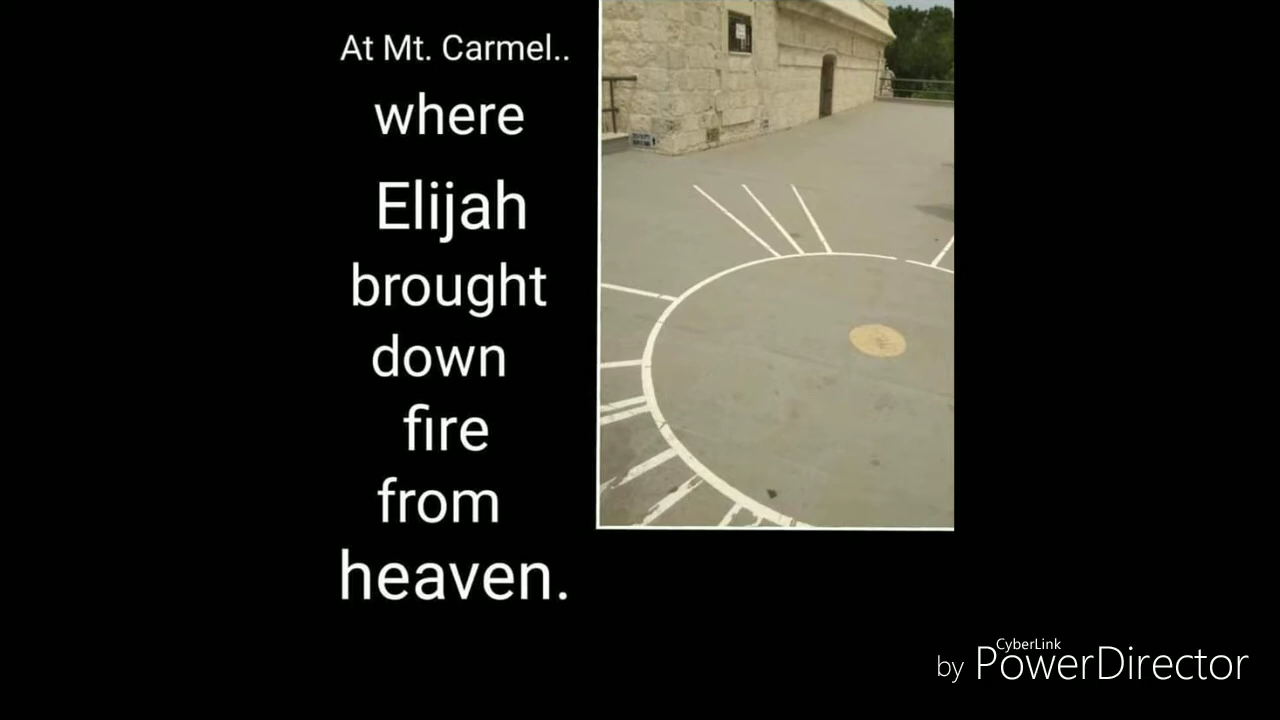 At Mt. Carmel..
where
Elijah
brought
down
fire
from
heaven.
CyberLink
by PowerDirector